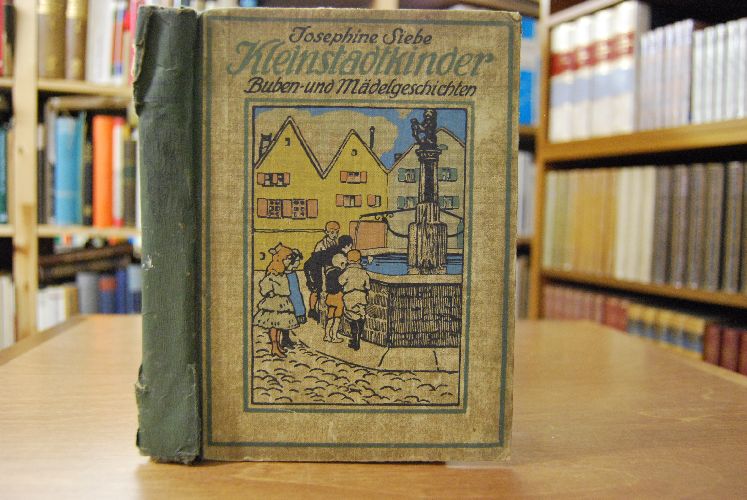 Josephine Siebe
Kleinstadtkinder
Buben- und Mädelgeschichten